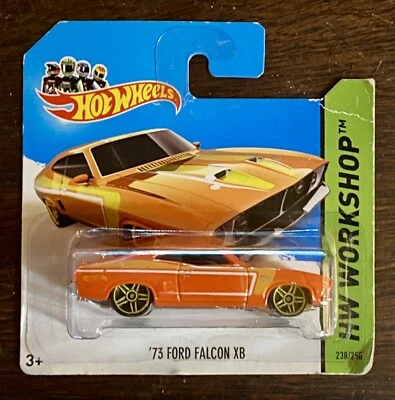 HOT WHEELS
HW WORKSHOP™
'73 FORD FALCON XB
3+
238/250